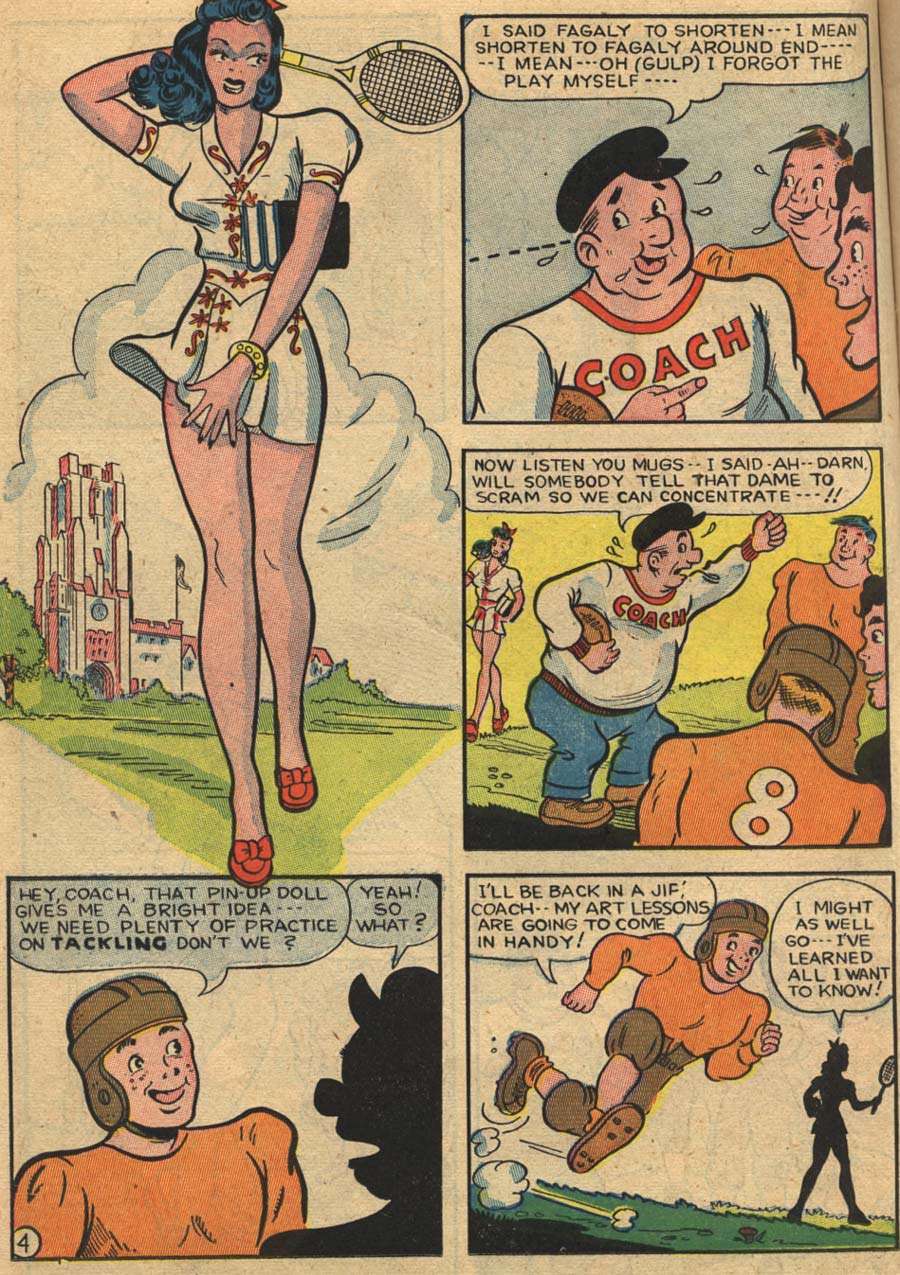 I SAID FAGALY TO SHORTEN--- I MEAN
SHORTEN TO FAGALY AROUND END----
--I MEAN---OH (GULP) I FORGOT THE
PLAY MYSELF ----
COACH
NOW LISTEN YOU MUGS-- I SAID-AH--DARN,
WILL SOMEBODY TELL THAT DAME TO
SCRAM SO WE CAN CONCENTRATE---!!
COACH
8
HEY, COACH, THAT PIN-UP DOLL
GIVES ME A BRIGHT IDEA---
WE NEED PLENTY OF PRACTICE
ON TACKLING DON'T WE?
YEAH!
SO
WHAT?
4
I'LL BE BACK IN A JIF,
COACH-- MY ART LESSONS
ARE GOING TO COME
IN HANDY!
I MIGHT
AS WELL
GO--- I'VE
LEARNED
ALL I WANT
TO KNOW!